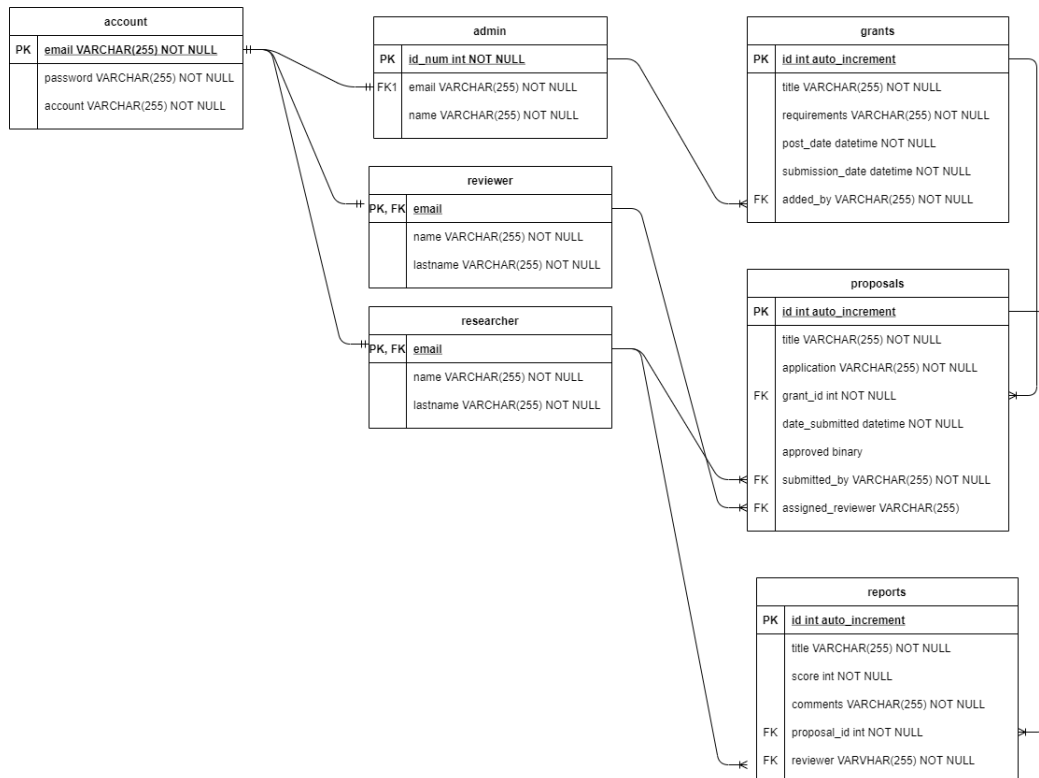 account
PK email VARCHAR(255) NOT NULL
password VARCHAR(255) NOT NULL
account VARCHAR(255) NOT NULL
admin
PK id_num int NOT NULL
FK1 email VARCHAR(255) NOT NULL
name VARCHAR(255) NOT NULL
reviewer
PK, FK email
name VARCHAR(255) NOT NULL
lastname VARCHAR(255) NOT NULL
researcher
PK, FK email
name VARCHAR(255) NOT NULL
lastname VARCHAR(255) NOT NULL
grants
PK id int auto_increment
title VARCHAR(255) NOT NULL
requirements VARCHAR(255) NOT NULL
post_date datetime NOT NULL
submission_date datetime NOT NULL
FK added_by VARCHAR(255) NOT NULL
proposals
PK id int auto_increment
title VARCHAR(255) NOT NULL
application VARCHAR(255) NOT NULL
FK grant_id int NOT NULL
date_submitted datetime NOT NULL
approved binary
FK submitted_by VARCHAR(255) NOT NULL
FK assigned_reviewer VARCHAR(255)
reports
PK id int auto_increment
title VARCHAR(255) NOT NULL
score int NOT NULL
comments VARCHAR(255) NOT NULL
FK proposal_id int NOT NULL
FK reviewer VARVHAR(255) NOT NULL